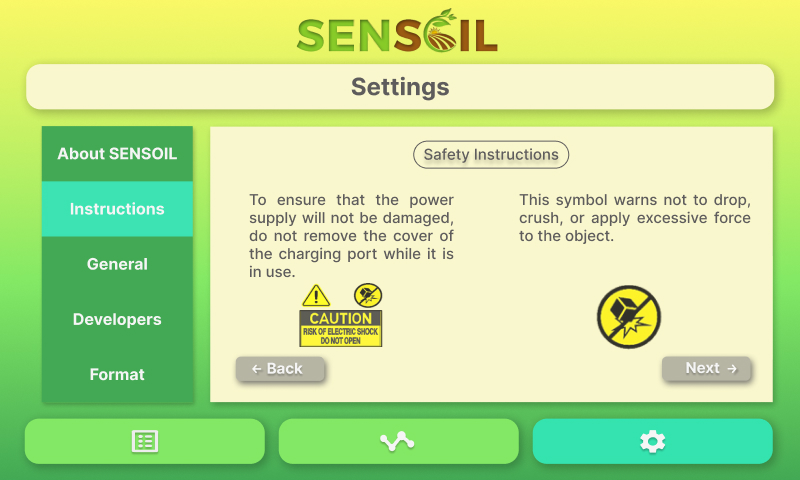 SENSOIL
Settings
About SENSOIL
Instructions
General
Developers
Format
Safety Instructions
To ensure that the power
supply will not be damaged,
do not remove the cover of
the charging port while it is
in use.
CAUTION
RISK OF ELECTRIC SHOCK
DO NOT OPEN
This symbol warns not to drop,
crush, or apply excessive force
to the object.
← Back
Next →